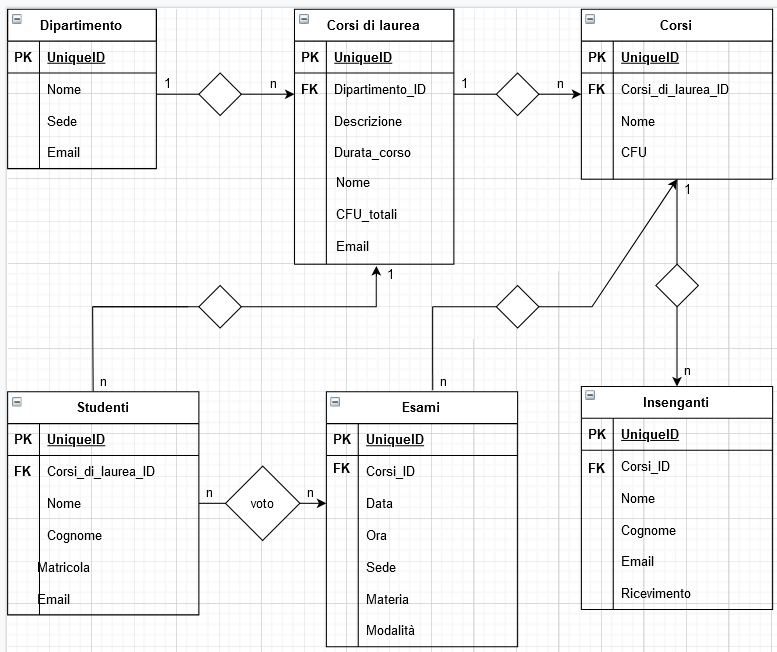 Dipartimento
PK UniqueID
Nome
Sede
Email
1 n
Corsi di laurea
PK UniqueID
FK Dipartimento_ID
Descrizione
Durata_corso
Nome
CFU_totali
Email
1 n
Corsi
PK UniqueID
FK Corsi_di_laurea_ID
Nome
CFU
1
1
n
n
n
Studenti
PK UniqueID
FK Corsi_di_laurea_ID
Nome
Cognome
Matricola
Email
n voto n
Esami
PK UniqueID
FK Corsi_ID
Data
Ora
Sede
Materia
Modalità
Insenganti
PK UniqueID
FK Corsi_ID
Nome
Cognome
Email
Ricevimento